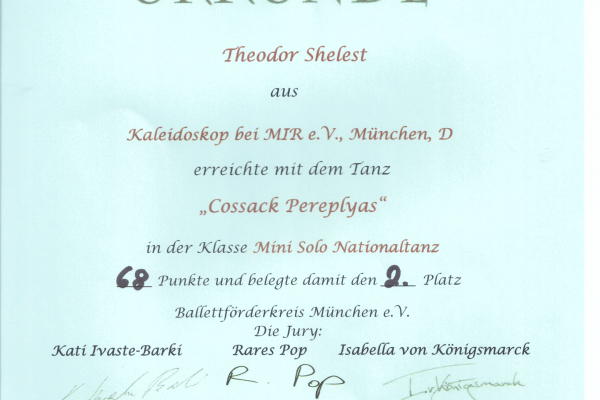 URKUNDE
Theodor Shelest
aus
Kaleidoskop bei MIR e.V., München, D
erreichte mit dem Tanz
„Cossack Pereplyas“
in der Klasse Mini Solo Nationaltanz
68 Punkte und belegte damit den 2. Platz
Ballettförderkreis München e.V.
Die Jury:
Kati Ivaste-Barki Rares Pop Isabella von Königsmarck
R. Pop I.v.Königsmarck